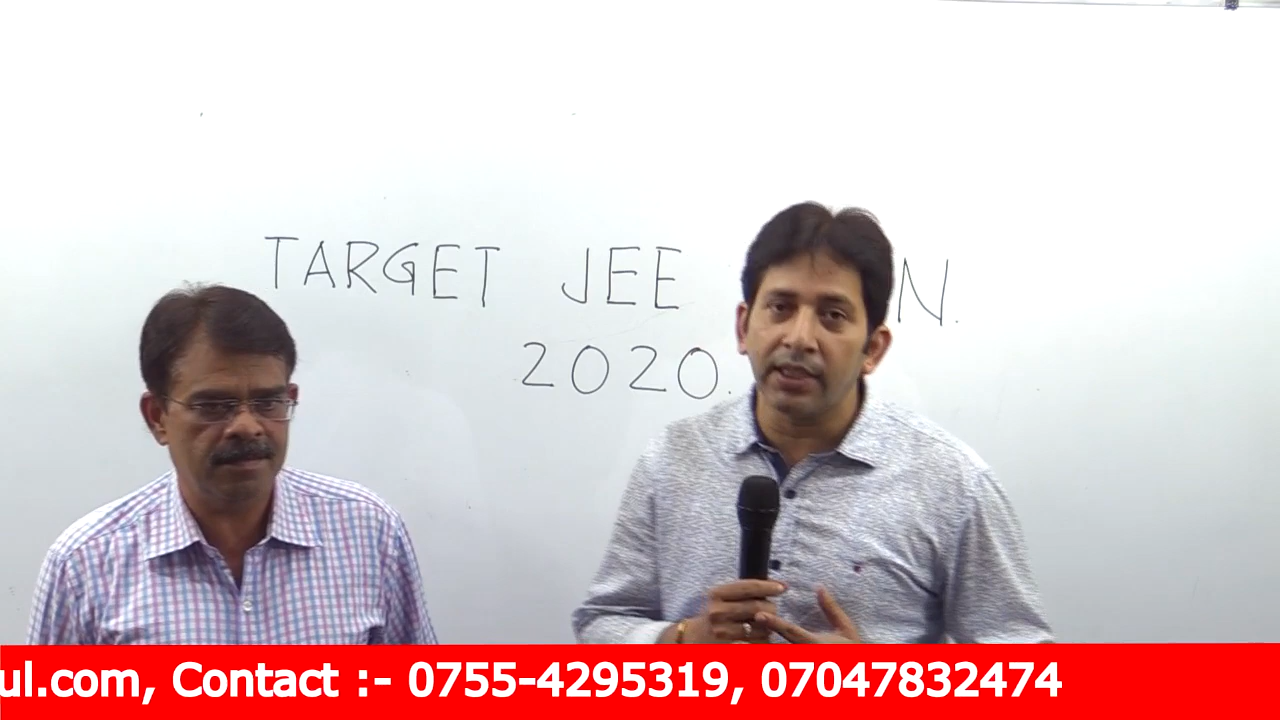 TARGET JEE N.
2020.
ul.com, Contact :- 0755-4295319, 07047832474